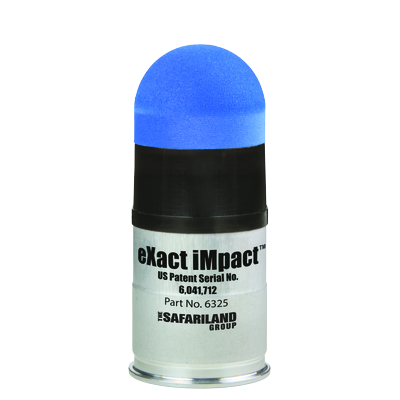 eXact iMpact™
US Patent Serial No.
6,041,712
Part No. 6325
THE SAFARILAND
GROUP